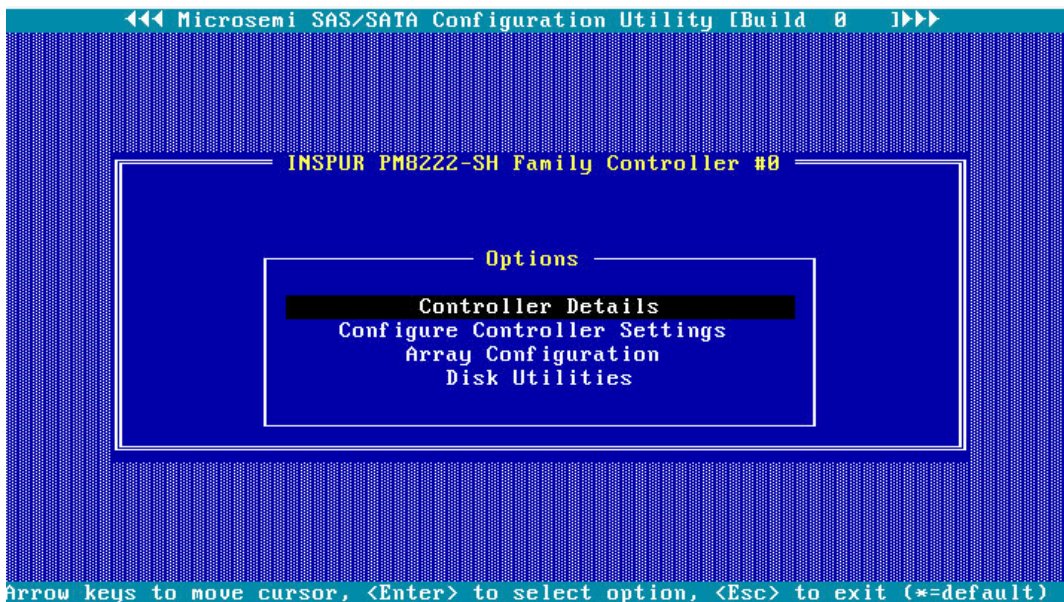 Microsemi SAS/SATA Configuration Utility [Build 0 ]
INSPUR PM8222-SH Family Controller #0
Options
Controller Details
Configure Controller Settings
Array Configuration
Disk Utilities
Arrow keys to move cursor, <Enter> to select option, <Esc> to exit (*=default)